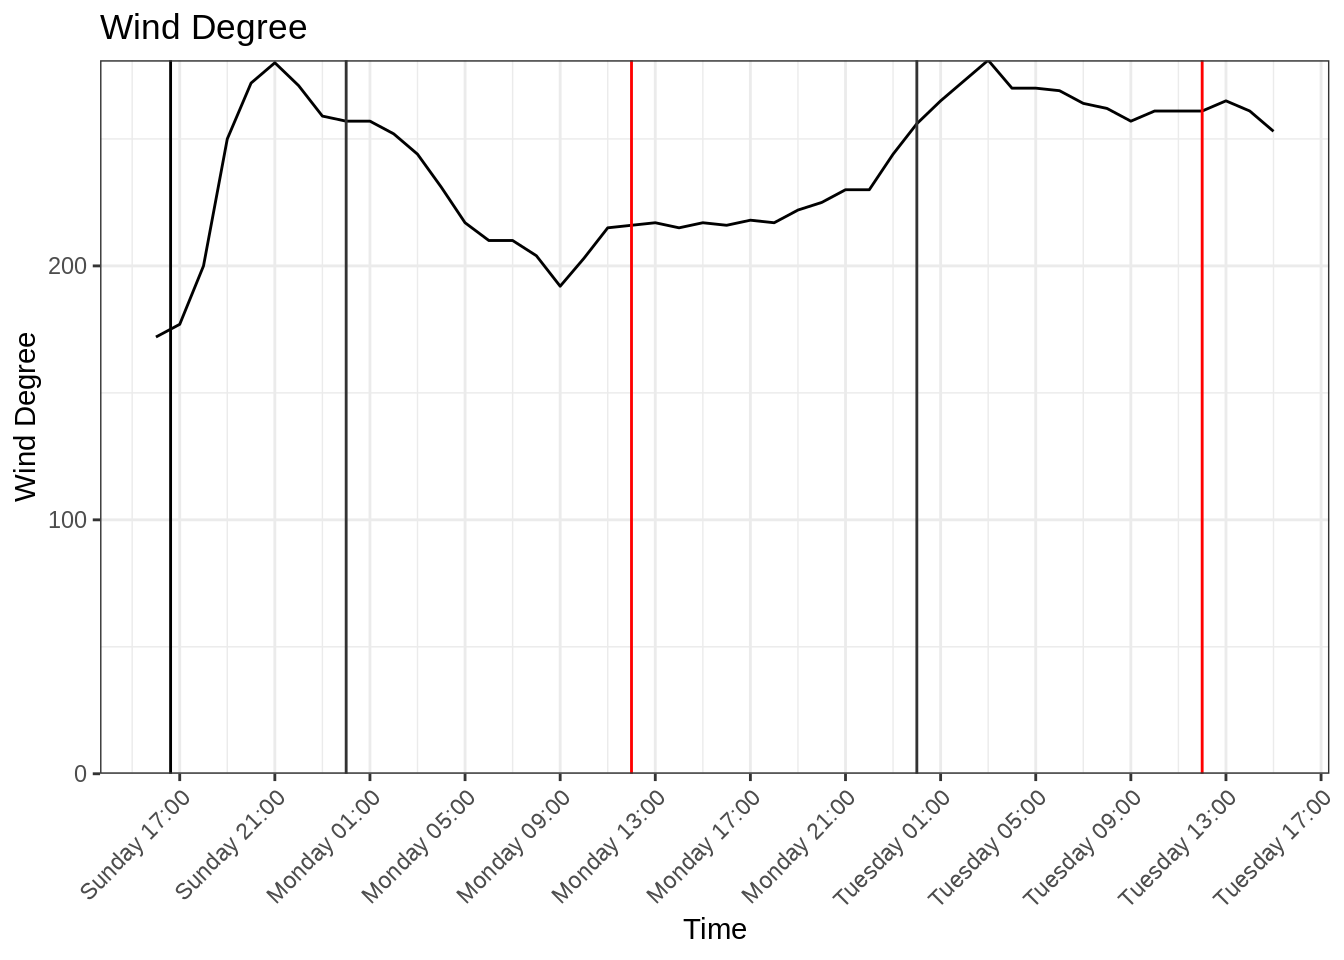 Wind Degree
Wind Degree
200
100
0
Sunday 17:00
Sunday 21:00
Monday 01:00
Monday 05:00
Monday 09:00
Monday 13:00
Monday 17:00
Monday 21:00
Tuesday 01:00
Tuesday 05:00
Tuesday 09:00
Tuesday 13:00
Tuesday 17:00
Time